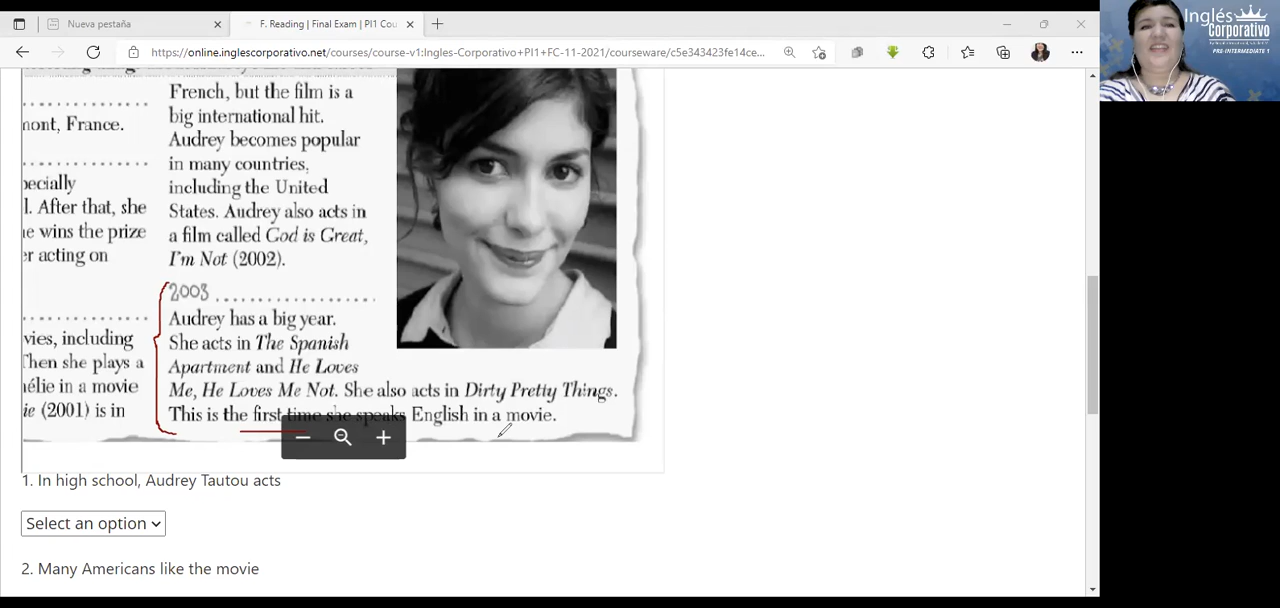 Nueva pestaña
F. Reading | Final Exam | PI1 Cou
https://online.inglescorporativo.net/courses/course-v1:Ingles-Corporativo+PI1+FC-11-2021/courseware/c5e343423fe14ce...
Inglés
Corporativo
PRE-INTERMEDIATE 1
nont, France.
ecially
l. After that, she
e wins the prize
er acting on
vies, including
Then she plays a
élie in a movie
ie (2001) is in
French, but the film is a
big international hit.
Audrey becomes popular
in many countries,
including the United
States. Audrey also acts in
a film called God is Great,
I'm Not (2002).
2003
Audrey has a big year.
She acts in The Spanish
Apartment and He Loves
Me, He Loves Me Not. She also acts in Dirty Pretty Things.
This is the first time she speaks English in a movie.
1. In high school, Audrey Tautou acts
Select an option
2. Many Americans like the movie